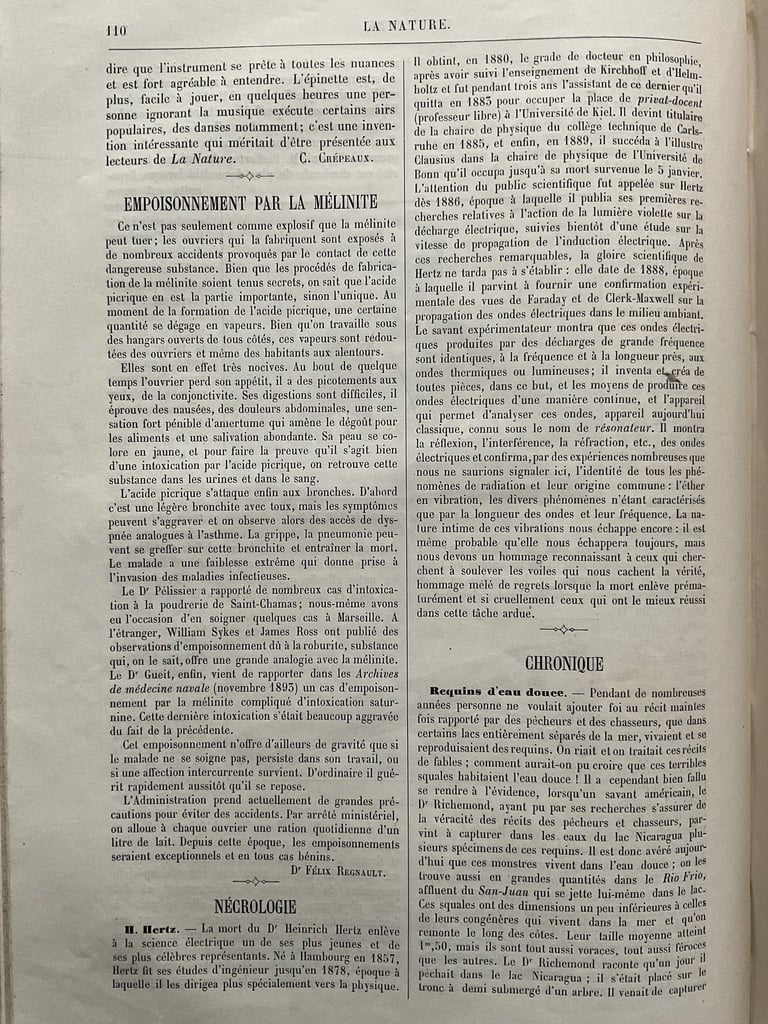 110
LA NATURE.
dire que l'instrument se prête à toutes les nuances
et est fort agréable à entendre. L'épinette est, de
plus, facile à jouer, en quelques heures une per-
sonne ignorant la musique exécute certains airs
populaires, des danses notamment; c'est une inven-
tion intéressante qui méritait d'être présentée aux
lecteurs de La Nature. C. CRÉPEAUX.
EMPOISONNEMENT PAR LA MÉLINITE
Ce n'est pas seulement comme explosif que la mélinite
peut tuer; les ouvriers qui la fabriquent sont exposés à
de nombreux accidents provoqués par le contact de cette
dangereuse substance. Bien que les procédés de fabrica-
tion de la mélinite soient tenus secrets, on sait que l'acide
picrique en est la partie importante, sinon l'unique. Au
moment de la formation de l'acide picrique, une certaine
quantité se dégage en vapeurs. Bien qu'on travaille sous
des hangars ouverts de tous côtés, ces vapeurs sont redou-
tées des ouvriers et même des habitants aux alentours.
Elles sont en effet très nocives. Au bout de quelque
temps l'ouvrier perd son appétit, il a des picotements aux
yeux, de la conjonctivite. Ses digestions sont difficiles, il
éprouve des nausées, des douleurs abdominales, une sen-
sation fort pénible d'amertume qui amène le dégoût pour
les aliments et une salivation abondante. Sa peau se co-
lore en jaune, et pour faire la preuve qu'il s'agit bien
d'une intoxication par l'acide picrique, on retrouve cette
substance dans les urines et dans le sang.
L'acide picrique s'attaque enfin aux bronches. D'abord
c'est une légère bronchite avec toux, mais les symptômes
peuvent s'aggraver et on observe alors des accès de dys-
pnée analogues à l'asthme. La grippe, la pneumonie peu-
vent se greffer sur cette bronchite et entraîner la mort.
Le malade a une faiblesse extrême qui donne prise à
l'invasion des maladies infectieuses.
Le Dr Pélissier a rapporté de nombreux cas d'intoxica-
tion à la poudrerie de Saint-Chamas; nous-même avons
eu l'occasion d'en soigner quelques cas à Marseille. A
l'étranger, William Sykes et James Ross ont publié des
observations d'empoisonnement dû à la roburite, substance
qui, on le sait, offre une grande analogie avec la mélinite.
Le Dr Gueit, enfin, vient de rapporter dans les Archives
de médecine navale (novembre 1893) un cas d'empoison-
nement par la mélinite compliqué d'intoxication satur-
nine. Cette dernière intoxication s'était beaucoup aggravée
du fait de la précédente.
Cet empoisonnement n'offre d'ailleurs de gravité que si
le malade ne se soigne pas, persiste dans son travail, ou
si une affection intercurrente survient. D'ordinaire il gué-
rit rapidement aussitôt qu'il se repose.
L'Administration prend actuellement de grandes pré-
cautions pour éviter des accidents. Par arrêté ministériel,
on alloue à chaque ouvrier une ration quotidienne d'un
litre de lait. Depuis cette époque, les empoisonnements
seraient exceptionnels et en tous cas bénins.
Dr FÉLIX REGNAULT.
NÉCROLOGIE
H. Hertz. — La mort du Dr Heinrich Hertz enlève
à la science électrique un de ses plus jeunes et de
ses plus célèbres représentants. Né à Hambourg en 1857,
Hertz fit ses études d'ingénieur jusqu'en 1878, époque à
laquelle il les dirigea plus spécialement vers la physique.
Il obtint, en 1880, le grade de docteur en philosophie,
après avoir suivi l'enseignement de Kirchhoff et d'Helm-
holtz et fut pendant trois ans l'assistant de ce dernier qu'il
quitta en 1883 pour occuper la place de privat-docent
(professeur libre) à l'Université de Kiel. Il devint titulaire
de la chaire de physique du collège technique de Carls-
ruhe en 1885, et enfin, en 1889, il succéda à l'illustre
Clausius dans la chaire de physique de l'Université de
Bonn qu'il occupa jusqu'à sa mort survenue le 5 janvier.
L'attention du public scientifique fut appelée sur Hertz
dès 1886, époque à laquelle il publia ses premières re-
cherches relatives à l'action de la lumière violette sur la
décharge électrique, suivies bientôt d'une étude sur la
vitesse de propagation de l'induction électrique. Après
ces recherches remarquables, la gloire scientifique de
Hertz ne tarda pas à s'établir : elle date de 1888, époque
à laquelle il parvint à fournir une confirmation expéri-
mentale des vues de Faraday et de Clerk-Maxwell sur la
propagation des ondes électriques dans le milieu ambiant.
Le savant expérimentateur montra que ces ondes électri-
ques produites par des décharges de grande fréquence
sont identiques, à la fréquence et à la longueur près, aux
ondes thermiques ou lumineuses; il inventa et créa de
toutes pièces, dans ce but, et les moyens de produire ces
ondes électriques d'une manière continue, et l'appareil
qui permet d'analyser ces ondes, appareil aujourd'hui
classique, connu sous le nom de résonateur. Il montra
la réflexion, l'interférence, la réfraction, etc., des ondes
électriques et confirma, par des expériences nombreuses que
nous ne saurions signaler ici, l'identité de tous les phé-
nomènes de radiation et leur origine commune : l'éther
en vibration, les divers phénomènes n'étant caractérisés
que par la longueur des ondes et leur fréquence. La na-
ture intime de ces vibrations nous échappe encore : il est
même probable qu'elle nous échappera toujours, mais
nous devons un hommage reconnaissant à ceux qui cher-
chent à soulever les voiles qui nous cachent la vérité,
hommage mêlé de regrets lorsque la mort enlève préma-
turément et si cruellement ceux qui ont le mieux réussi
dans cette tâche ardue.
CHRONIQUE
Requins d'eau douce. — Pendant de nombreuses
années personne ne voulait ajouter foi au récit maintes
fois rapporté par des pêcheurs et des chasseurs, que dans
certains lacs entièrement séparés de la mer, vivaient et se
reproduisaient des requins. On riait et on traitait ces récits
de fables; comment aurait-on pu croire que ces terribles
squales habitaient l'eau douce ! Il a cependant bien fallu
se rendre à l'évidence, lorsqu'un savant américain, le
Dr Richemond, ayant pu par ses recherches s'assurer de
la véracité des récits des pêcheurs et chasseurs, par-
vint à capturer dans les eaux du lac Nicaragua plu-
sieurs spécimens de ces requins. Il est donc avéré aujour-
d'hui que ces monstres vivent dans l'eau douce; on les
trouve aussi en grandes quantités dans le Rio Frio,
affluent du San-Juan qui se jette lui-même dans le lac.
Ces squales ont des dimensions un peu inférieures à celles
de leurs congénères qui vivent dans la mer et qu'on
remonte le long des côtes. Leur taille moyenne atteint
1m,50, mais ils sont tout aussi voraces, tout aussi féroces
que les autres. Le Dr Richemond raconte qu'un jour il
pêchait dans le lac Nicaragua; il s'était placé sur le
tronc à demi submergé d'un arbre. Il venait de capturer